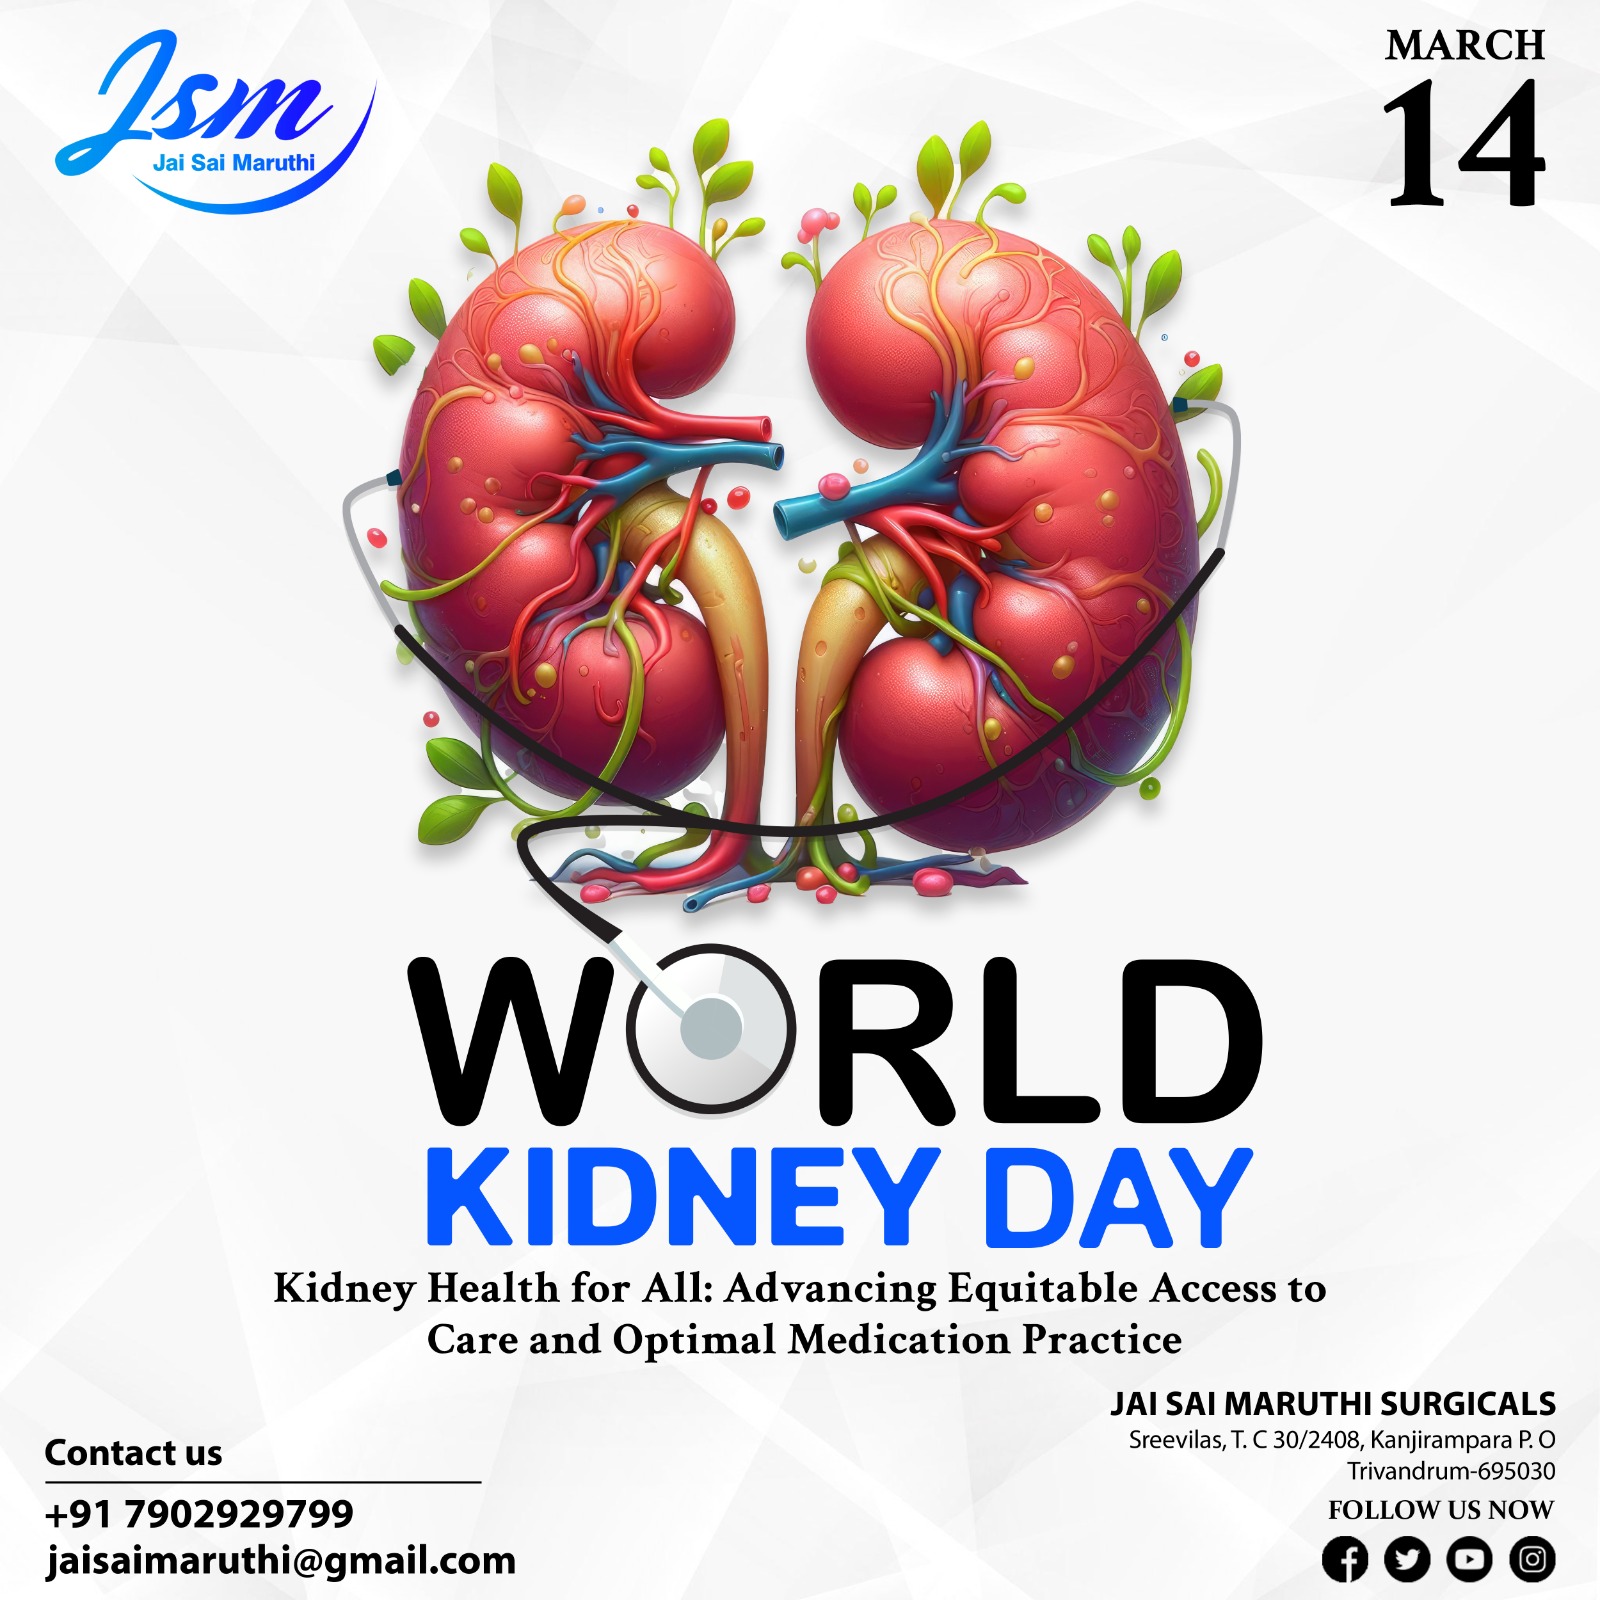 Jsm
Jai Sai Maruthi
MARCH
14
WORLD
KIDNEY DAY
Kidney Health for All: Advancing Equitable Access to
Care and Optimal Medication Practice
JAI SAI MARUTHI SURGICALS
Sreevilas, T. C 30/2408, Kanjirampara P. O
Trivandrum-695030
FOLLOW US NOW
Contact us
+91 7902929799
jaisaimaruthi@gmail.com